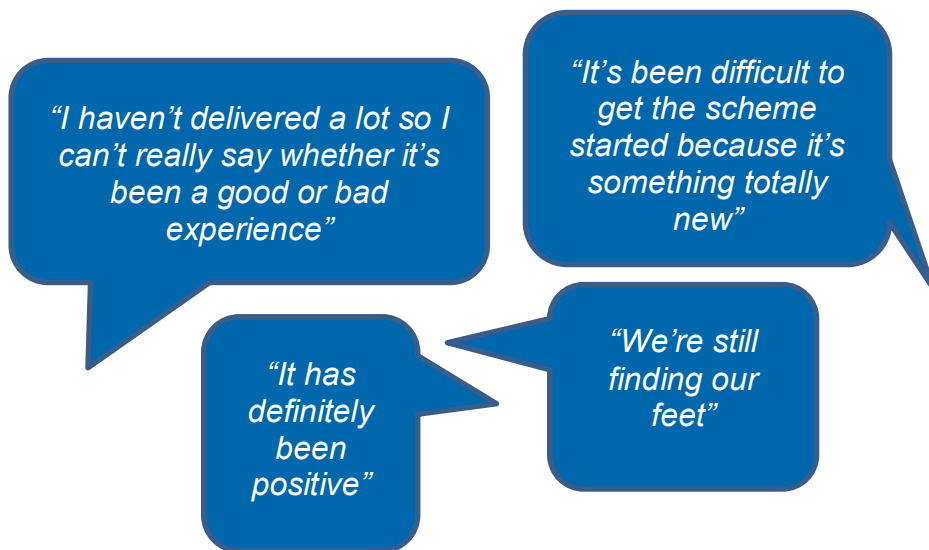 “I haven’t delivered a lot so I
can’t really say whether it’s
been a good or bad
experience”
“It’s been difficult to
get the scheme
started because it’s
something totally
new”
“It has
definitely
been
positive”
“We’re still
finding our
feet”